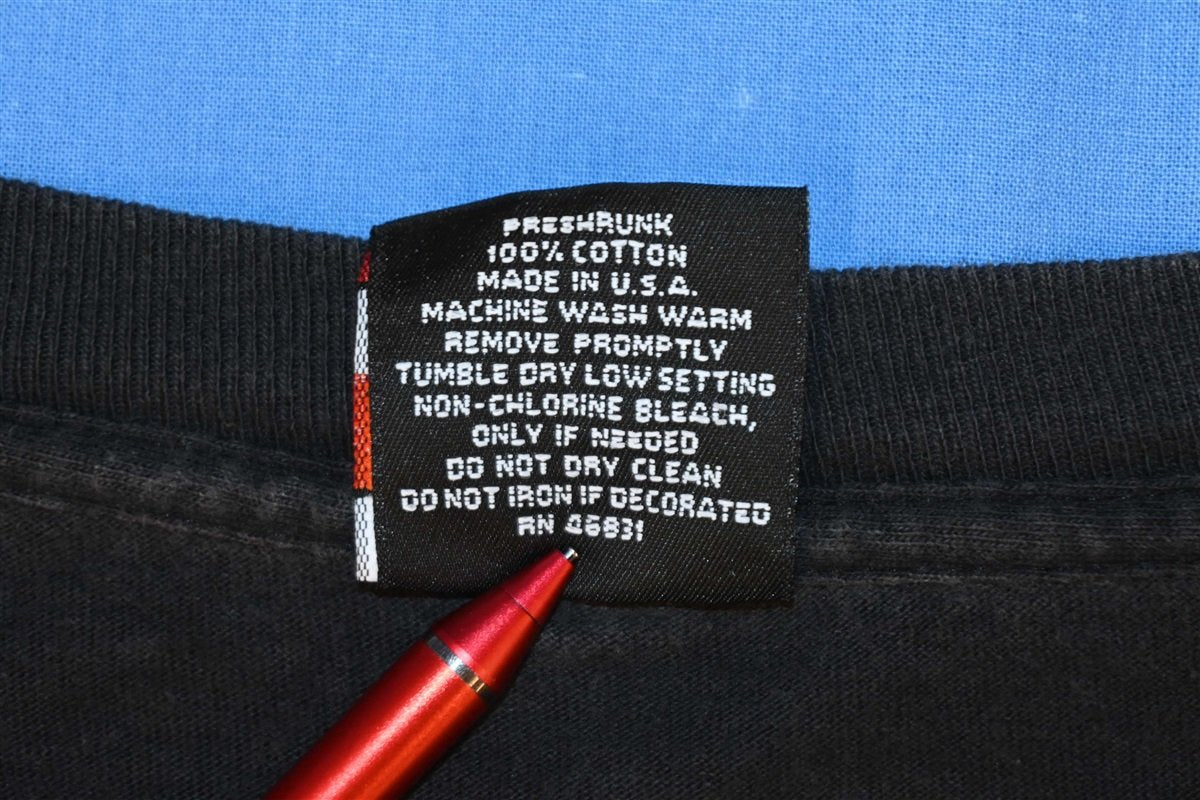 PRESHRUNK
100% COTTON
MADE IN U.S.A.
MACHINE WASH WARM
REMOVE PROMPTLY
TUMBLE DRY LOW SETTING
NON-CHLORINE BLEACH,
ONLY IF NEEDED
DO NOT DRY CLEAN
DO NOT IRON IF DECORATED
RN 46831